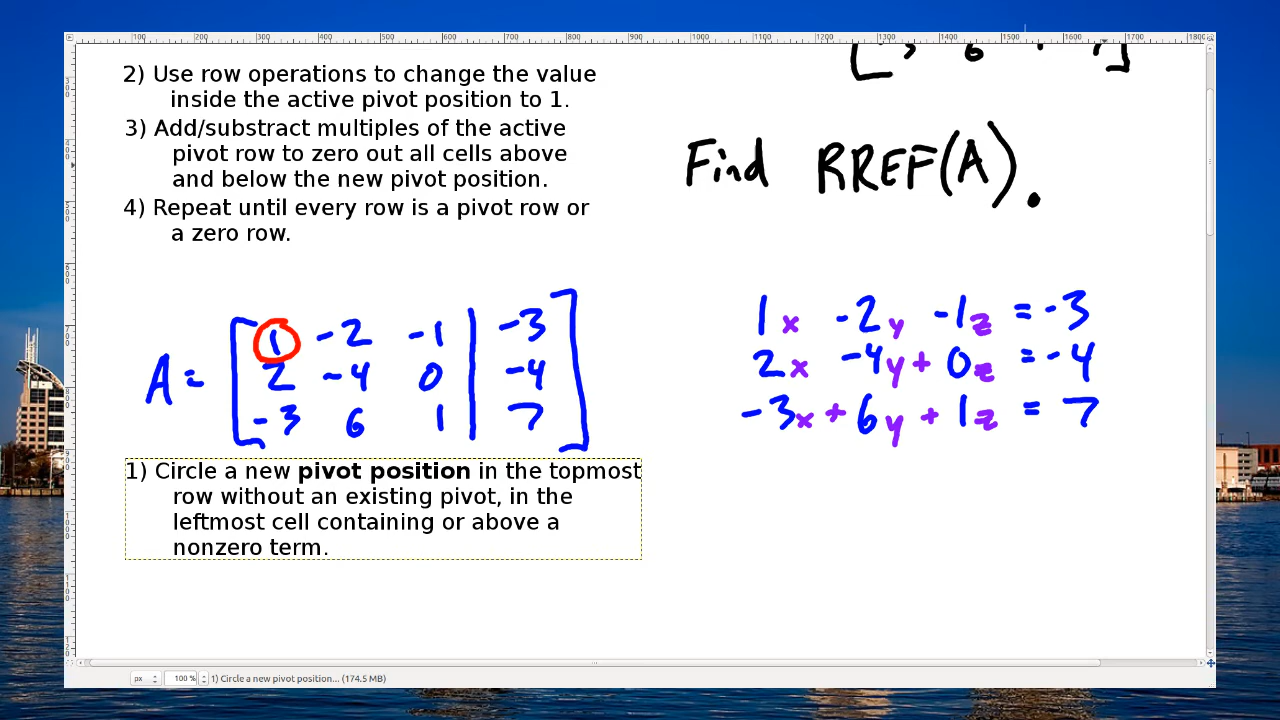 2) Use row operations to change the value
inside the active pivot position to 1.
3) Add/substract multiples of the active
pivot row to zero out all cells above
and below the new pivot position.
4) Repeat until every row is a pivot row or
a zero row.
Find RREF(A).
A = [ 1 -2 -1 | -3 ]
2 -4 0 | -4
-3 6 1 | 7
1x -2y -1z = -3
2x -4y + 0z = -4
-3x + 6y + 1z = 7
1) Circle a new pivot position in the topmost
row without an existing pivot, in the
leftmost cell containing or above a
nonzero term.
px 100 % 1) Circle a new pivot position... (174.5 MB)